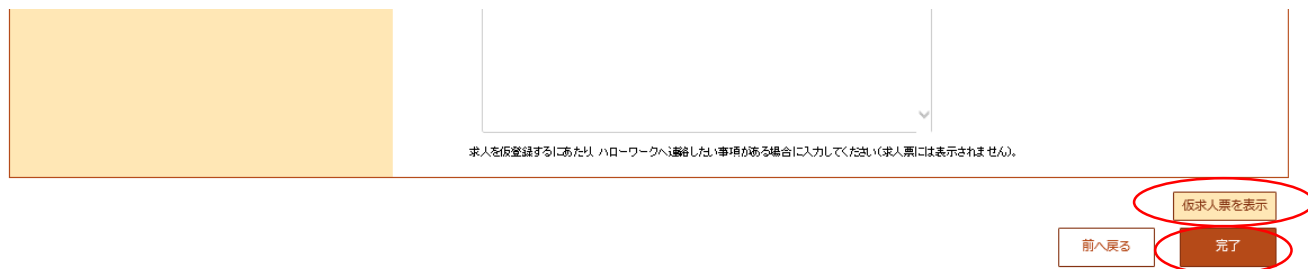 求人を仮登録するにあたり、ハローワークへ連絡したい事項がある場合に入力してください(求人票には表示されません)。
仮求人票を表示
前へ戻る
完了